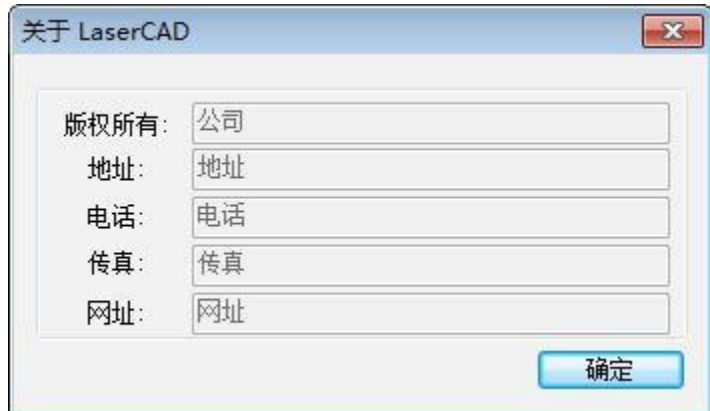 关于 LaserCAD
版权所有: 公司
地址: 地址
电话: 电话
传真: 传真
网址: 网址
确定